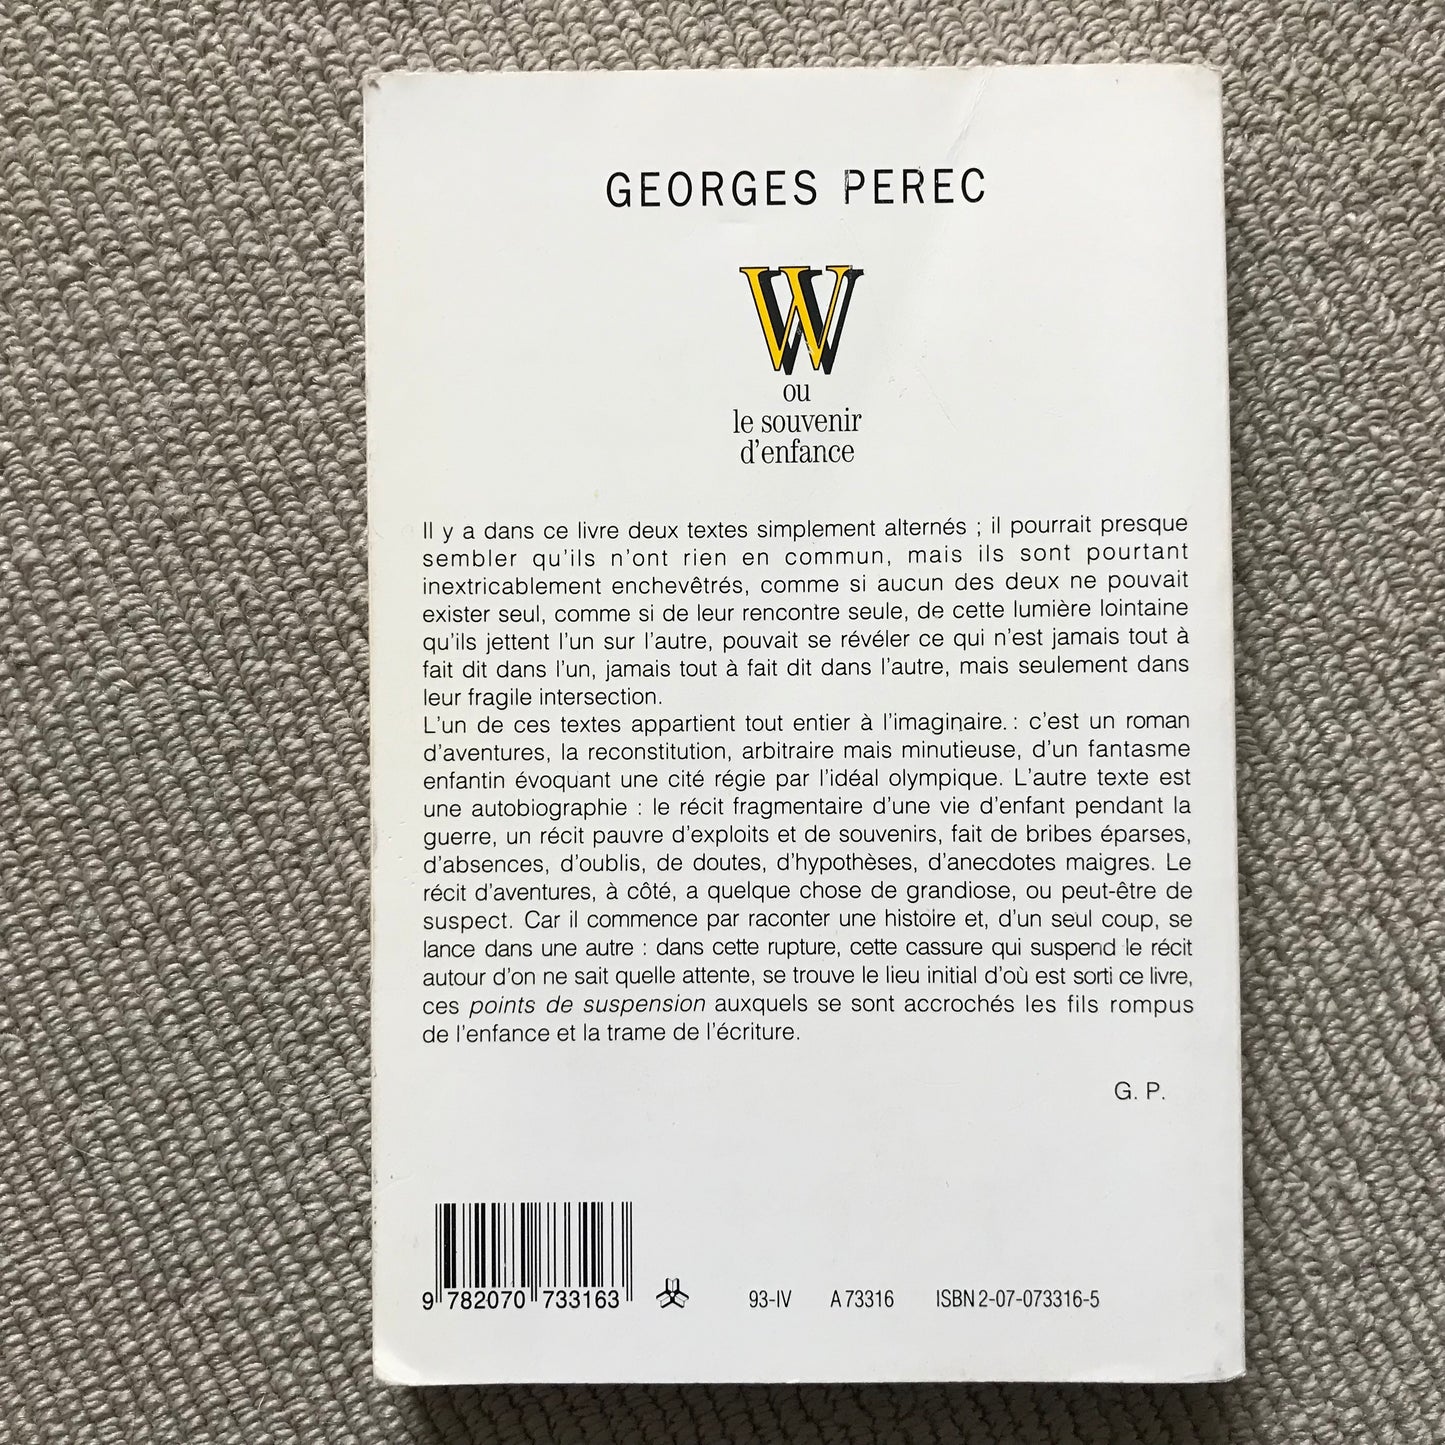 GEORGES PEREC
W
ou
le souvenir
d'enfance
Il y a dans ce livre deux textes simplement alternés ; il pourrait presque
sembler qu'ils n'ont rien en commun, mais ils sont pourtant
inextricablement enchevêtrés, comme si aucun des deux ne pouvait
exister seul, comme si de leur rencontre seule, de cette lumière lointaine
qu'ils jettent l'un sur l'autre, pouvait se révéler ce qui n'est jamais tout à
fait dit dans l'un, jamais tout à fait dit dans l'autre, mais seulement dans
leur fragile intersection.
L'un de ces textes appartient tout entier à l'imaginaire. : c'est un roman
d'aventures, la reconstitution, arbitraire mais minutieuse, d'un fantasme
enfantin évoquant une cité régie par l'idéal olympique. L'autre texte est
une autobiographie : le récit fragmentaire d'une vie d'enfant pendant la
guerre, un récit pauvre d'exploits et de souvenirs, fait de bribes éparses,
d'absences, d'oublis, de doutes, d'hypothèses, d'anecdotes maigres. Le
récit d'aventures, à côté, a quelque chose de grandiose, ou peut-être de
suspect. Car il commence par raconter une histoire et, d'un seul coup, se
lance dans une autre : dans cette rupture, cette cassure qui suspend le récit
autour d'on ne sait quelle attente, se trouve le lieu initial d'où est sorti ce livre,
ces points de suspension auxquels se sont accrochés les fils rompus
de l'enfance et la trame de l'écriture.
G. P.
9 782070 733163
93-IV A 73316 ISBN 2-07-073316-5